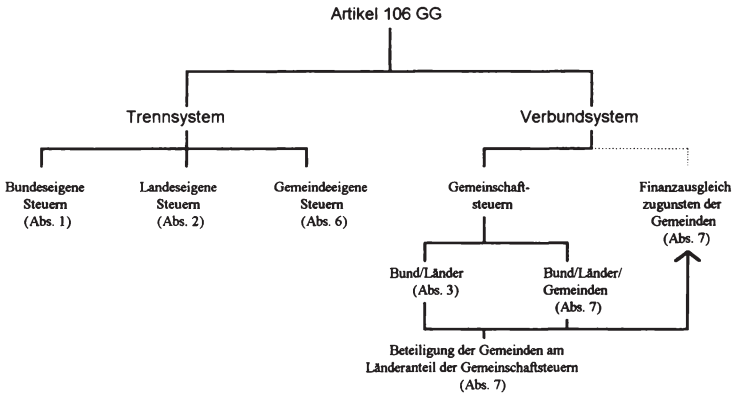 Artikel 106 GG
Trennsystem
Verbundsystem
Bundeseigene
Steuern
(Abs. 1)
Landeseigene
Steuern
(Abs. 2)
Gemeindeeigene
Steuern
(Abs. 6)
Gemeinschaft-
steuern
Finanzausgleich
zugunsten der
Gemeinden
(Abs. 7)
Bund/Länder
(Abs. 3)
Bund/Länder/
Gemeinden
(Abs. 7)
Beteiligung der Gemeinden am
Länderanteil der Gemeinschaftsteuern
(Abs. 7)